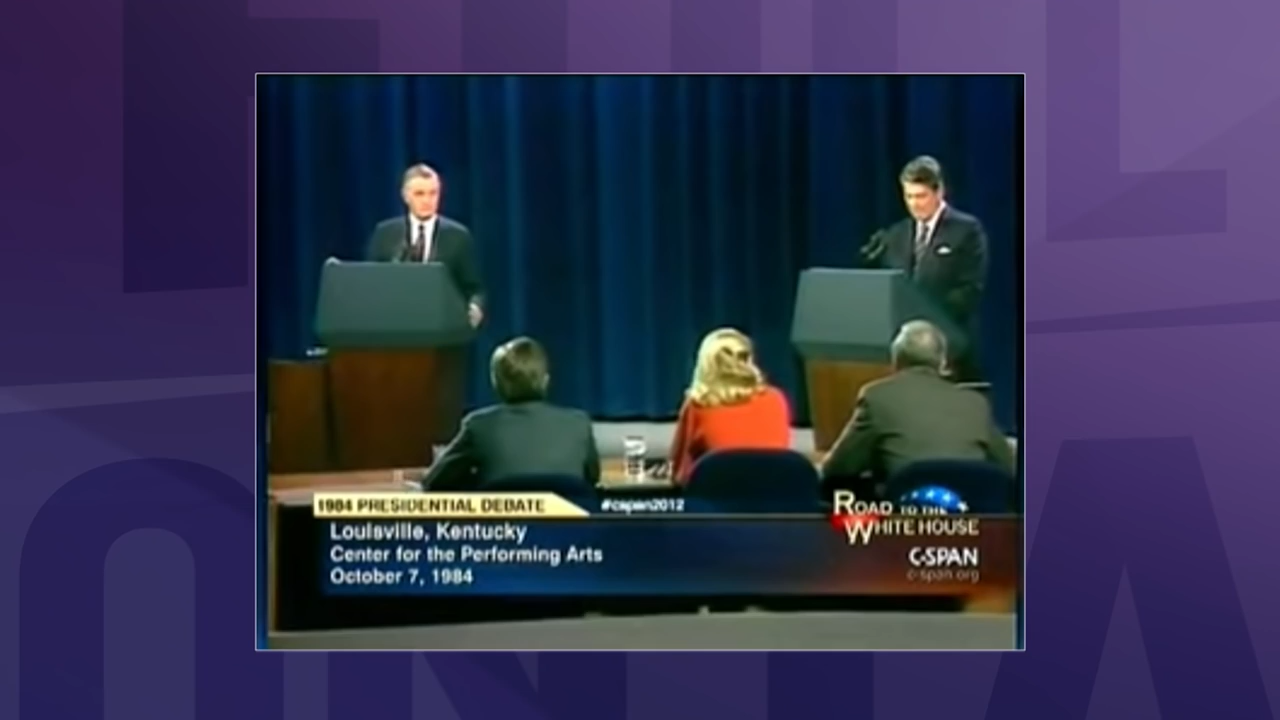 1984 PRESIDENTIAL DEBATE
#cspan2012
Louisville, Kentucky
Center for the Performing Arts
October 7, 1984
ROAD TO THE
WHITE HOUSE
C-SPAN
c-span.org